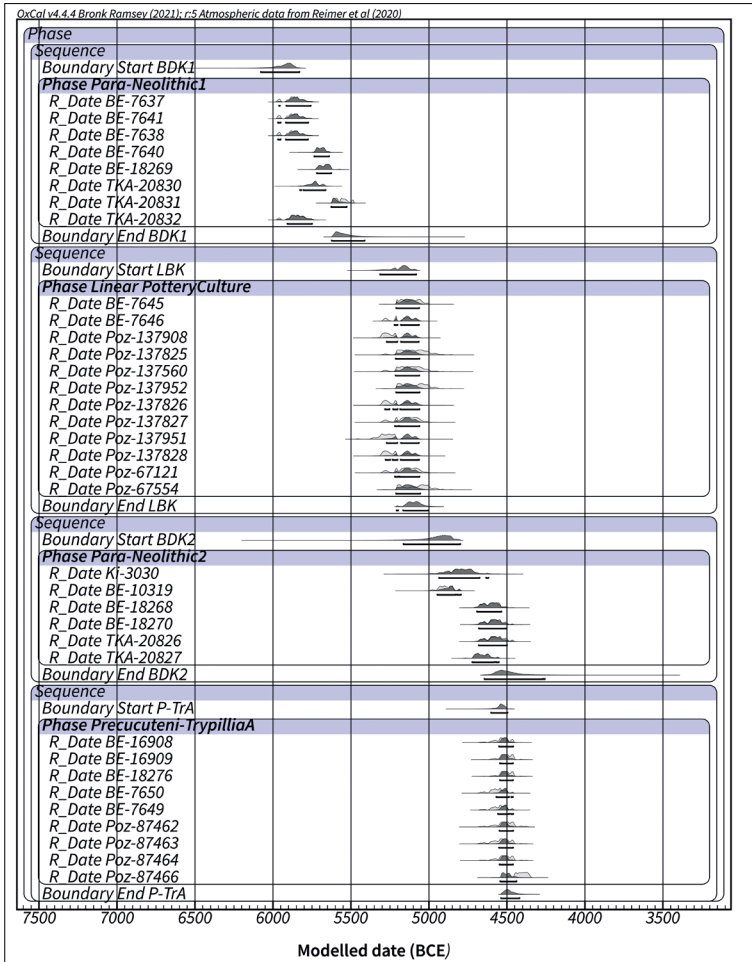 OxCal v4.4.4 Bronk Ramsey (2021); r:5 Atmospheric data from Reimer et al (2020)
Phase
Sequence
Boundary Start BDK1
Phase Para-Neolithic1
R_Date BE-7637
R_Date BE-7641
R_Date BE-7638
R_Date BE-7640
R_Date BE-18269
R_Date TKA-20830
R_Date TKA-20831
R_Date TKA-20832
Boundary End BDK1
Sequence
Boundary Start LBK
Phase Linear PotteryCulture
R_Date BE-7645
R_Date BE-7646
R_Date Poz-137908
R_Date Poz-137825
R_Date Poz-137560
R_Date Poz-137952
R_Date Poz-137826
R_Date Poz-137827
R_Date Poz-137951
R_Date Poz-137828
R_Date Poz-67121
R_Date Poz-67554
Boundary End LBK
Sequence
Boundary Start BDK2
Phase Para-Neolithic2
R_Date Ki-3030
R_Date BE-10319
R_Date BE-18268
R_Date BE-18270
R_Date TKA-20826
R_Date TKA-20827
Boundary End BDK2
Sequence
Boundary Start P-TrA
Phase Precucuteni-TrypilliaA
R_Date BE-16908
R_Date BE-16909
R_Date BE-18276
R_Date BE-7650
R_Date BE-7649
R_Date Poz-87462
R_Date Poz-87463
R_Date Poz-87464
R_Date Poz-87466
Boundary End P-TrA
7500 7000 6500 6000 5500 5000 4500 4000 3500
Modelled date (BCE)